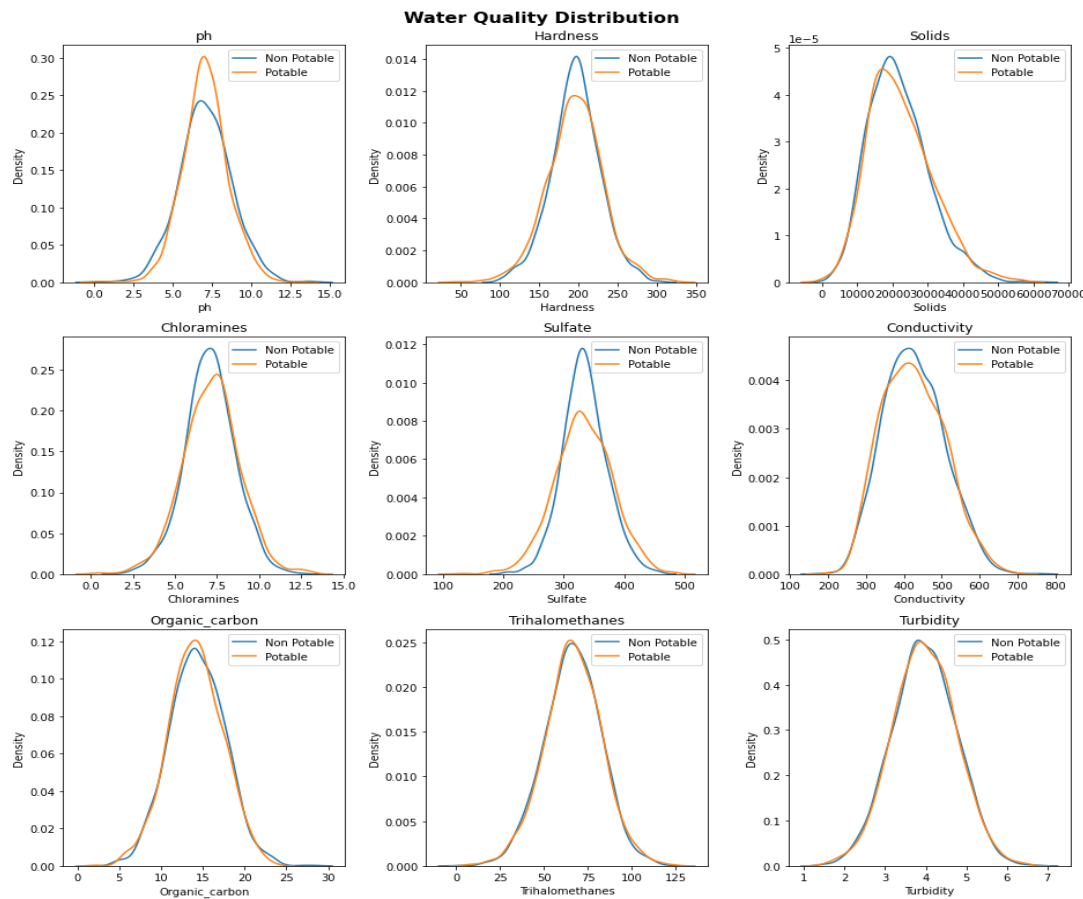 Water Quality Distribution
ph
0.30
0.25
0.20
0.15
0.10
0.05
0.00
Density
Non Potable
Potable
0.0 2.5 5.0 7.5 10.0 12.5 15.0
ph
Hardness
0.014
0.012
0.010
0.008
0.006
0.004
0.002
0.000
Density
Non Potable
Potable
50 100 150 200 250 300 350
Hardness
Solids
1e−5
5
4
3
2
1
0
Density
Non Potable
Potable
0 10000 20000 30000 40000 50000 60000 70000
Solids
Chloramines
0.25
0.20
0.15
0.10
0.05
0.00
Density
Non Potable
Potable
0.0 2.5 5.0 7.5 10.0 12.5 15.0
Chloramines
Sulfate
0.012
0.010
0.008
0.006
0.004
0.002
0.000
Density
Non Potable
Potable
100 200 300 400 500
Sulfate
Conductivity
0.004
0.003
0.002
0.001
0.000
Density
Non Potable
Potable
100 200 300 400 500 600 700 800
Conductivity
Organic_carbon
0.12
0.10
0.08
0.06
0.04
0.02
0.00
Density
Non Potable
Potable
0 5 10 15 20 25 30
Organic_carbon
Trihalomethanes
0.025
0.020
0.015
0.010
0.005
0.000
Density
Non Potable
Potable
0 25 50 75 100 125
Trihalomethanes
Turbidity
0.5
0.4
0.3
0.2
0.1
0.0
Density
Non Potable
Potable
1 2 3 4 5 6 7
Turbidity